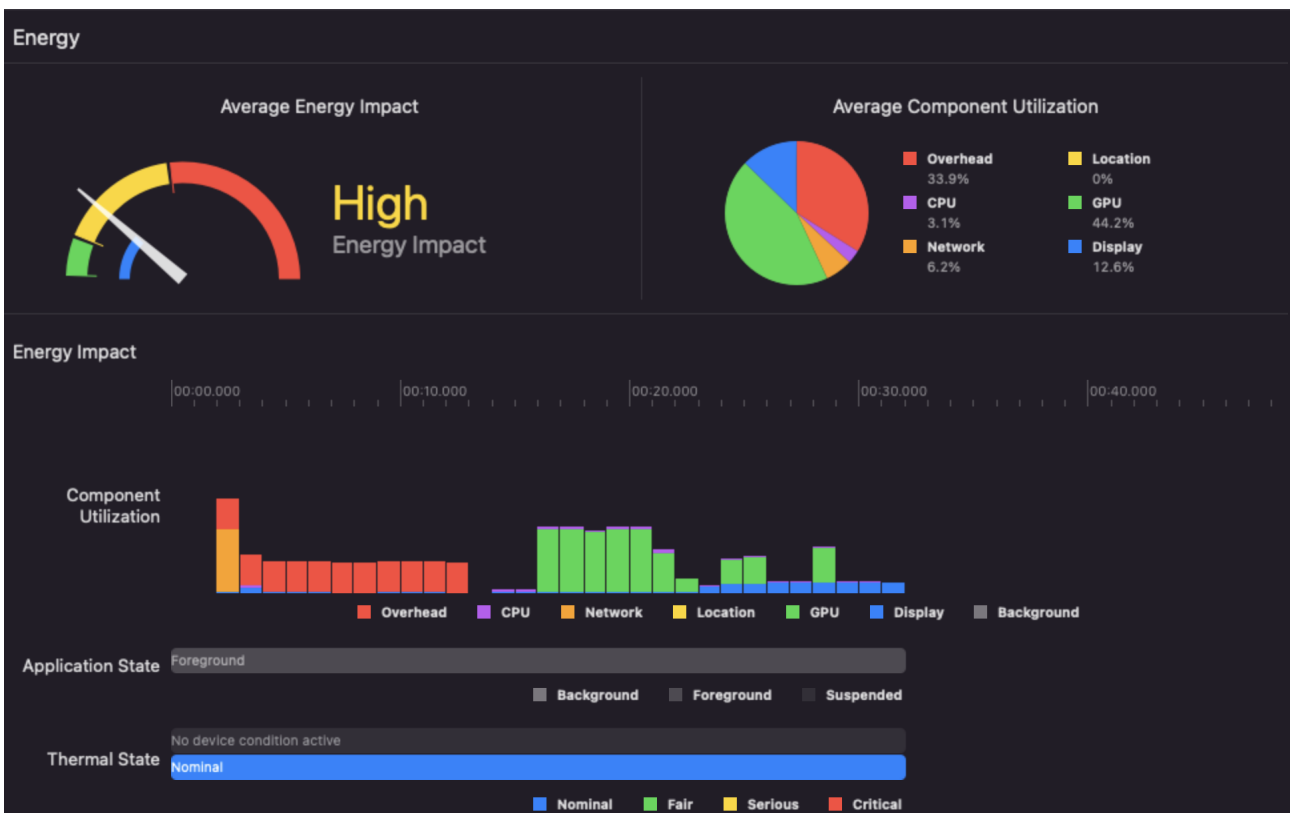 Energy
Average Energy Impact
High
Energy Impact
Average Component Utilization
Overhead
33.9%
Location
0%
CPU
3.1%
GPU
44.2%
Network
6.2%
Display
12.6%
Energy Impact
00:00.000 00:10.000 00:20.000 00:30.000 00:40.000
Component
Utilization
Overhead CPU Network Location GPU Display Background
Application State
Foreground
Background Foreground Suspended
Thermal State
No device condition active
Nominal
Nominal Fair Serious Critical